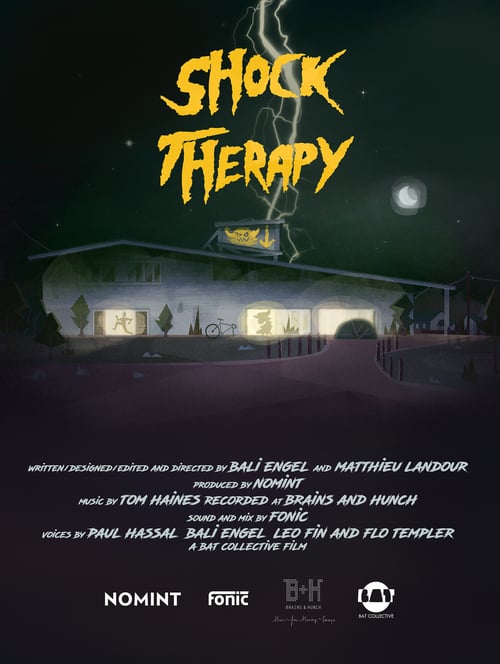 SHOCK
THERAPY
WRITTEN/DESIGNED/EDITED AND DIRECTED BY BALI ENGEL AND MATTHIEU LANDOUR
PRODUCED BY NOMINT
MUSIC BY TOM HAINES RECORDED AT BRAINS AND HUNCH
SOUND AND MIX BY FONIC
VOICES BY PAUL HASSAL BALI ENGEL LEO FIN AND FLO TEMPLER
A BAT COLLECTIVE FILM
NOMINT
FONIC
B+H
BRAINS & HUNCH
BAT
BAT COLLECTIVE